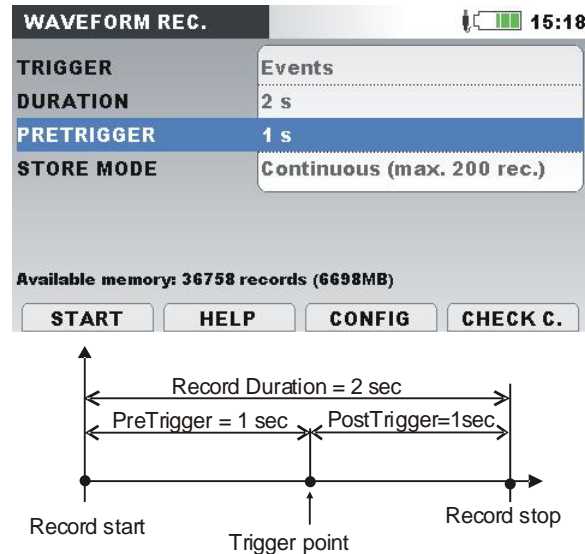 WAVEFORM REC. 15:18
TRIGGER Events
DURATION 2 s
PRETRIGGER 1 s
STORE MODE Continuous (max. 200 rec.)
Available memory: 36758 records (6698MB)
START HELP CONFIG CHECK C.
Record Duration = 2 sec
PreTrigger = 1 sec PostTrigger=1sec
Record start Record stop
Trigger point